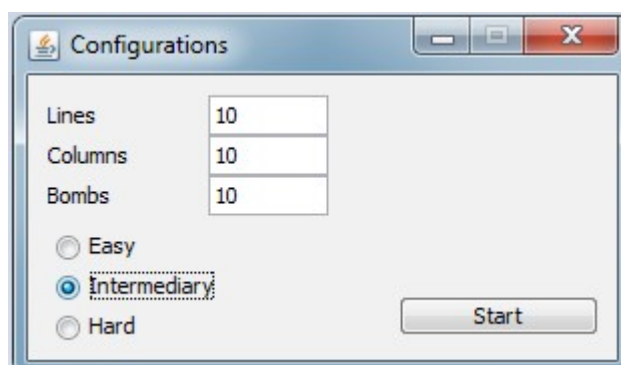 Configurations
Lines 10
Columns 10
Bombs 10
Easy
Intermediary
Hard
Start